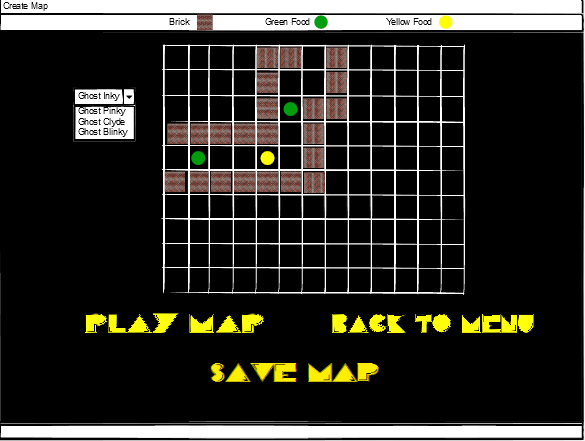 Create Map
Brick Green Food Yellow Food
Ghost Inky
Ghost Pinky
Ghost Clyde
Ghost Blinky
PLAY MAP BACK TO MENU
SAVE MAP